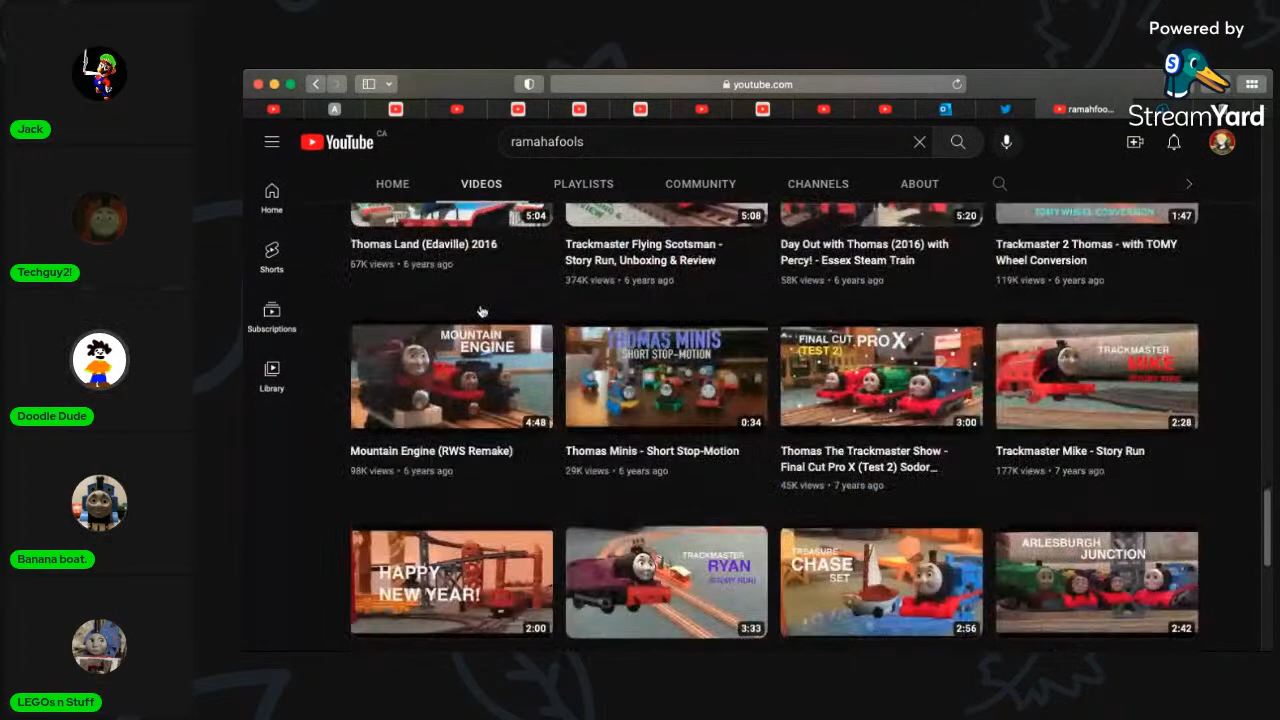 Powered by
S
StreamYard
Jack
Techguy2!
Doodle Dude
Banana boat.
LEGOs n Stuff
youtube.com
A
ramahfoo...
YouTube CA
ramahafools
HOME
VIDEOS
PLAYLISTS
COMMUNITY
CHANNELS
ABOUT
Home
Shorts
Subscriptions
Library
5:04
5:08
5:20
TOMY WHEEL CONVERSION
1:47
Thomas Land (Edaville) 2016
67K views • 6 years ago
Trackmaster Flying Scotsman -
Story Run, Unboxing & Review
374K views • 6 years ago
Day Out with Thomas (2016) with
Percy! - Essex Steam Train
58K views • 6 years ago
Trackmaster 2 Thomas - with TOMY
Wheel Conversion
119K views • 6 years ago
MOUNTAIN
ENGINE
4:48
THOMAS MINIS
SHORT STOP-MOTION
0:34
FINAL CUT PRO X
(TEST 2)
3:00
TRACKMASTER
MIKE
2:28
Mountain Engine (RWS Remake)
98K views • 6 years ago
Thomas Minis - Short Stop-Motion
29K views • 6 years ago
Thomas The Trackmaster Show -
Final Cut Pro X (Test 2) Sodor...
45K views • 7 years ago
Trackmaster Mike - Story Run
177K views • 7 years ago
HAPPY
NEW YEAR!
2:00
TRACKMASTER
RYAN
(STORY RUN)
3:33
TREASURE
CHASE
SET
2:56
ARLESBURGH
JUNCTION
2:42